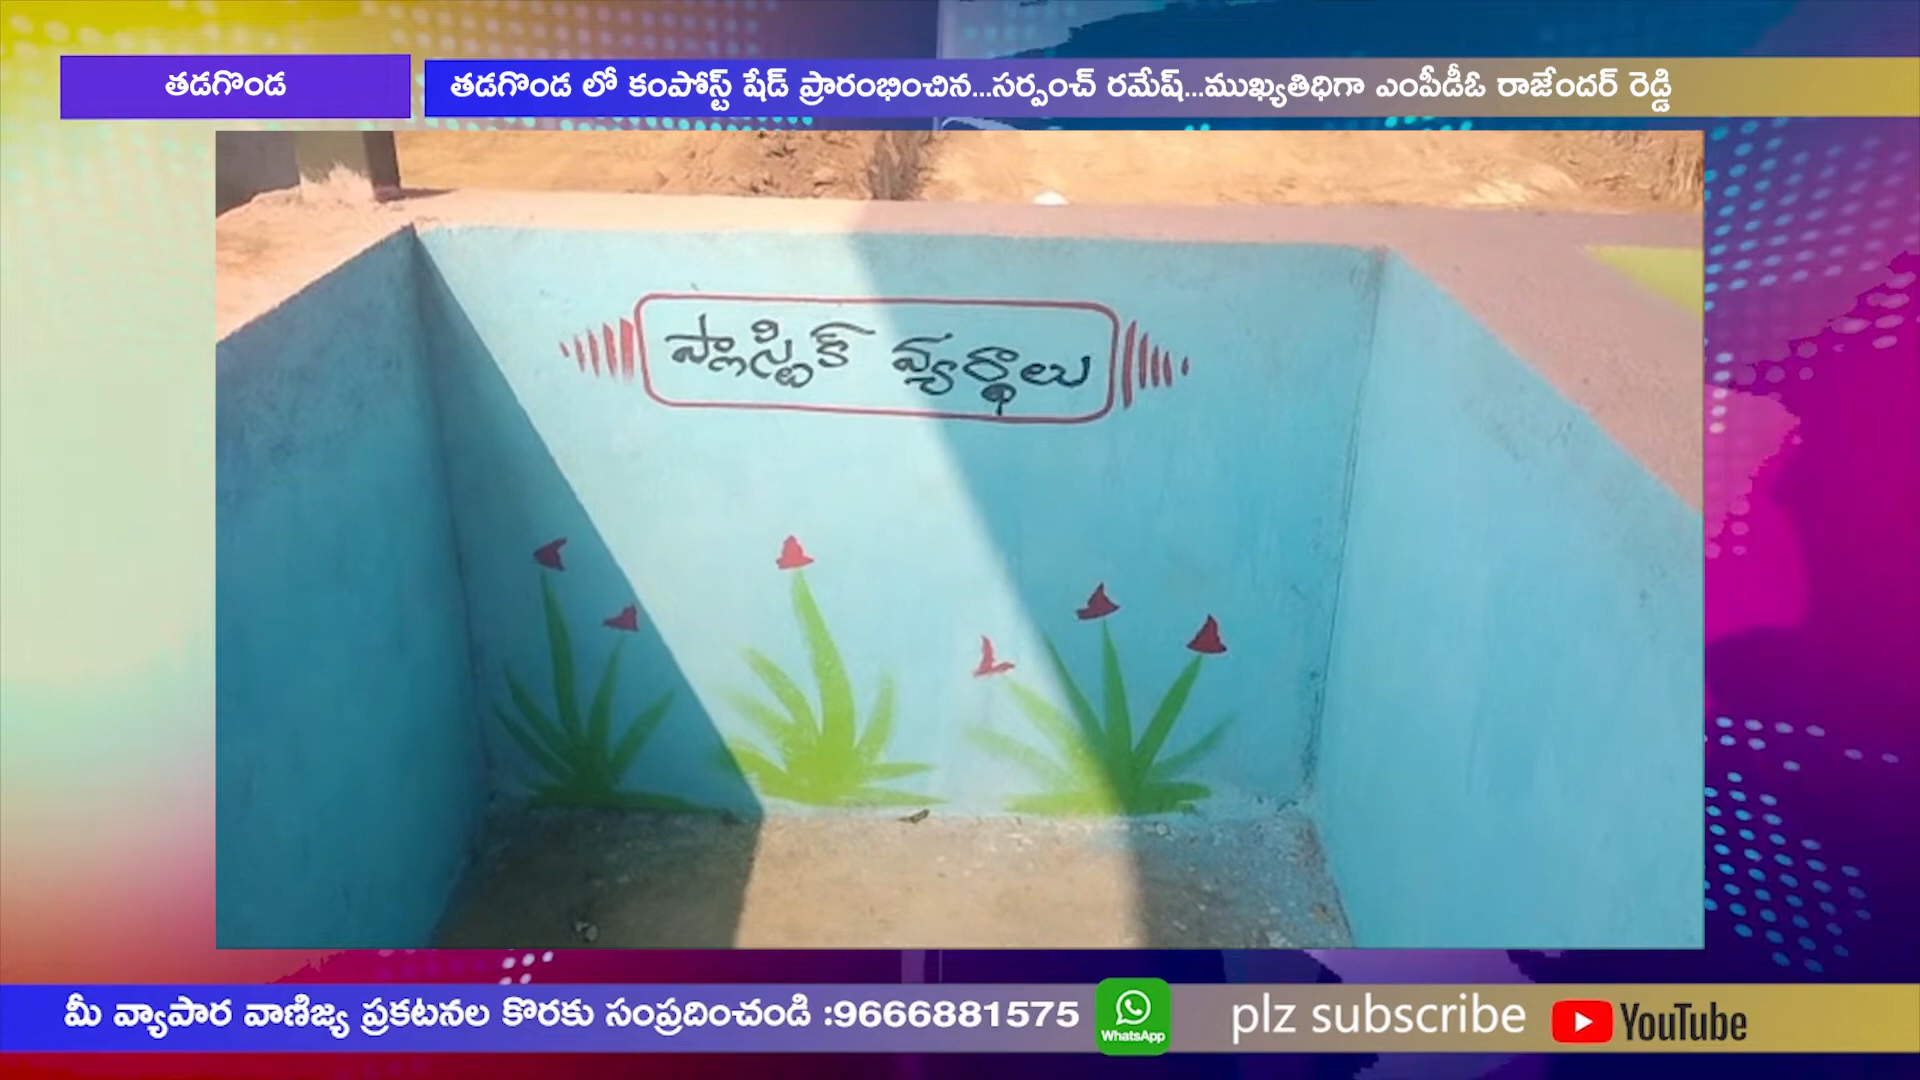 తడగొండ
తడగొండ లో కంపోస్ట్ షేడ్ ప్రారంభించిన...సర్పంచ్ రమేష్...ముఖ్యతిధిగా ఎంపీడీఓ రాజేందర్ రెడ్డి
ప్లాస్టిక్ వ్యర్థాలు
మీ వ్యాపార వాణిజ్య ప్రకటనల కొరకు సంప్రదించండి :9666881575
WhatsApp
plz subscribe
YouTube